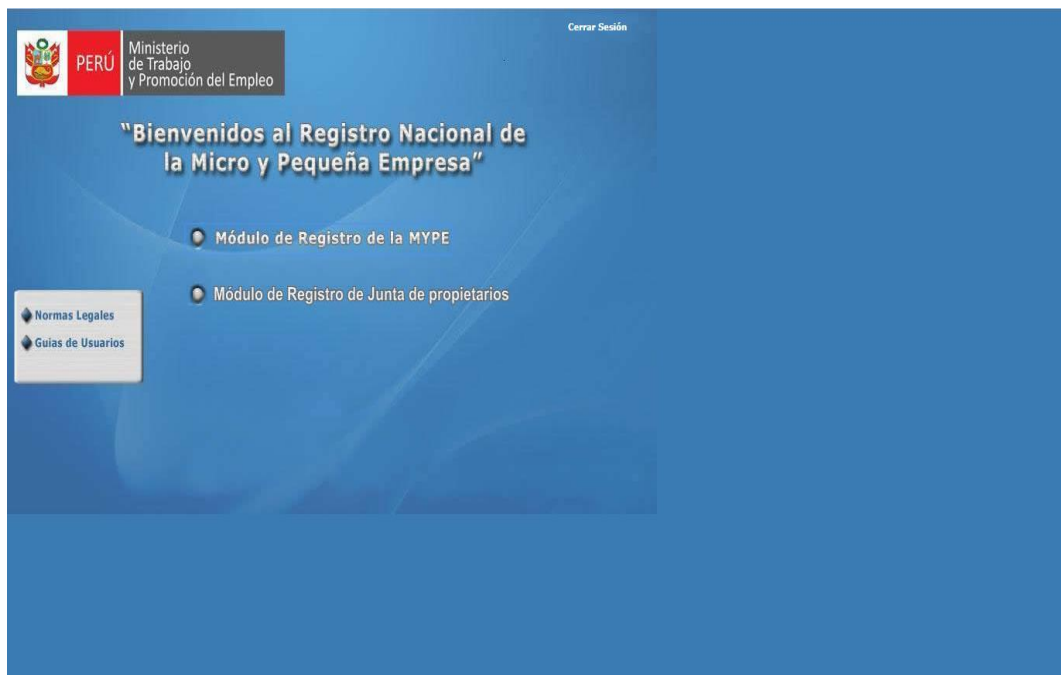 Cerrar Sesión
PERÚ
Ministerio
de Trabajo
y Promoción del Empleo
"Bienvenidos al Registro Nacional de
la Micro y Pequeña Empresa"
Módulo de Registro de la MYPE
Módulo de Registro de Junta de propietarios
Normas Legales
Guías de Usuarios